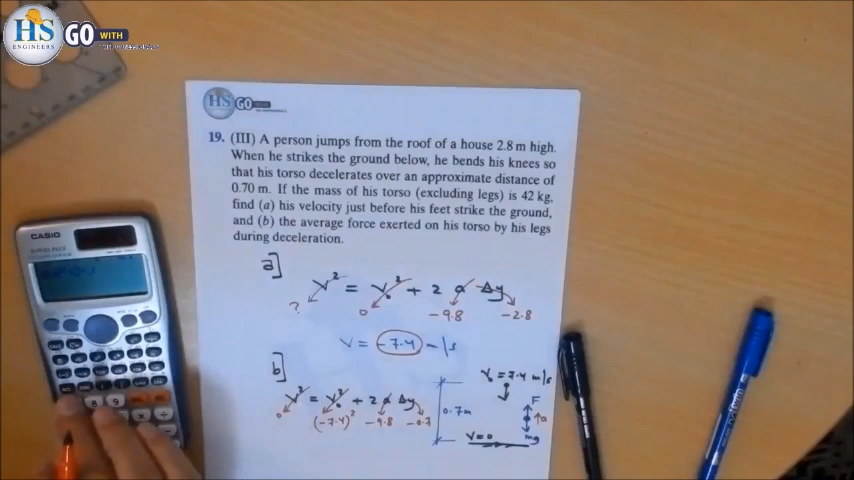 HS
ENGINEERS
GO WITH
HS GO
19. (III) A person jumps from the roof of a house 2.8 m high.
When he strikes the ground below, he bends his knees so
that his torso decelerates over an approximate distance of
0.70 m. If the mass of his torso (excluding legs) is 42 kg,
find (a) his velocity just before his feet strike the ground,
and (b) the average force exerted on his torso by his legs
during deceleration.
CASIO
a]
v² = v₀² + 2 a Δy
? 0 -9.8 -2.8
v = -7.4 m/s
b]
v² = v₀² + 2 a Δy
0 (-7.4)² -9.8 -0.7
v₀ = 7.4 m/s
0.7m
F
a
mg
v=0
8 9